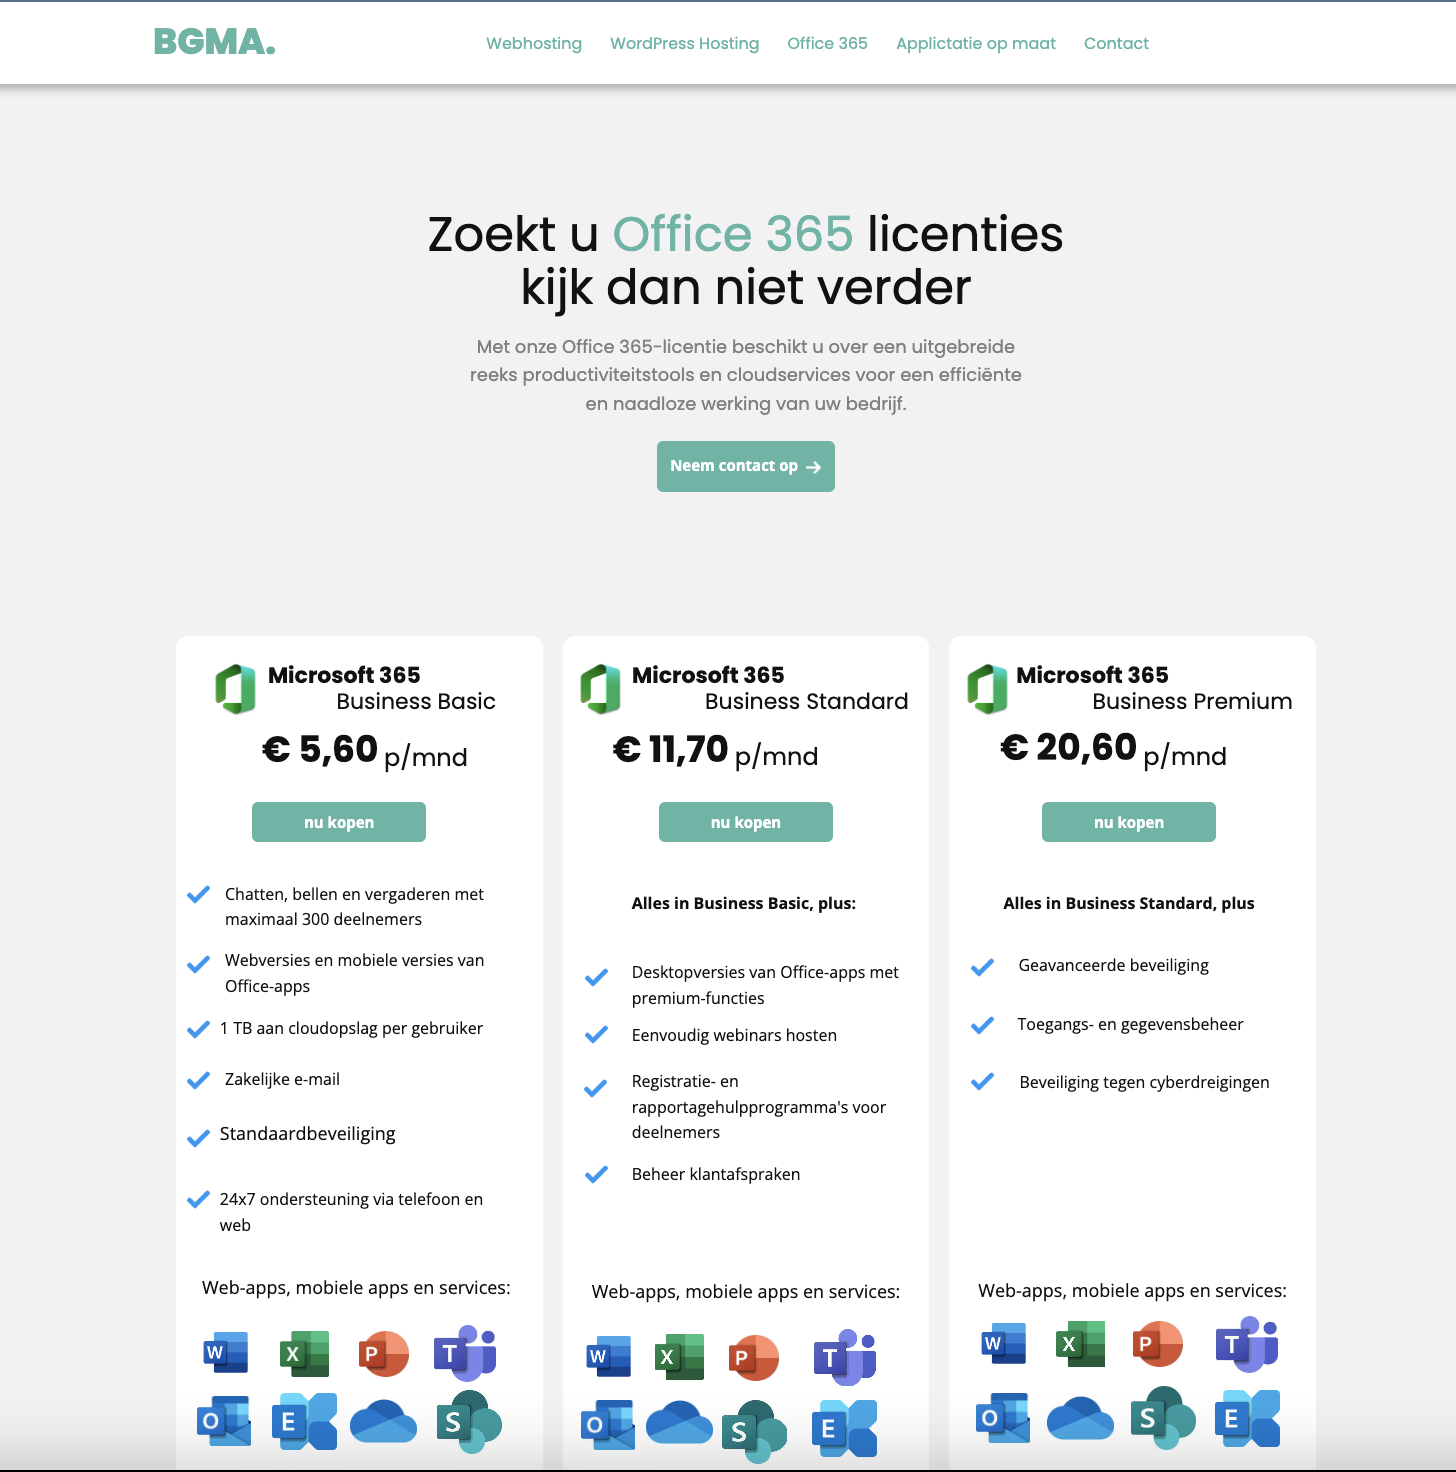 BGMA.
Webhosting WordPress Hosting Office 365 Applictatie op maat Contact
Zoekt u Office 365 licenties
kijk dan niet verder
Met onze Office 365-licentie beschikt u over een uitgebreide
reeks productiviteitstools en cloudservices voor een efficiënte
en naadloze werking van uw bedrijf.
Neem contact op →
Microsoft 365
Business Basic
€ 5,60 p/mnd
nu kopen
Chatten, bellen en vergaderen met
maximaal 300 deelnemers
Webversies en mobiele versies van
Office-apps
1 TB aan cloudopslag per gebruiker
Zakelijke e-mail
Standaardbeveiliging
24x7 ondersteuning via telefoon en
web
Web-apps, mobiele apps en services:
W X P T
O E S
Microsoft 365
Business Standard
€ 11,70 p/mnd
nu kopen
Alles in Business Basic, plus:
Desktopversies van Office-apps met
premium-functies
Eenvoudig webinars hosten
Registratie- en
rapportagehulpprogramma's voor
deelnemers
Beheer klantafspraken
Web-apps, mobiele apps en services:
W X P T
O S E
Microsoft 365
Business Premium
€ 20,60 p/mnd
nu kopen
Alles in Business Standard, plus
Geavanceerde beveiliging
Toegangs- en gegevensbeheer
Beveiliging tegen cyberdreigingen
Web-apps, mobiele apps en services:
W X P T
O S E